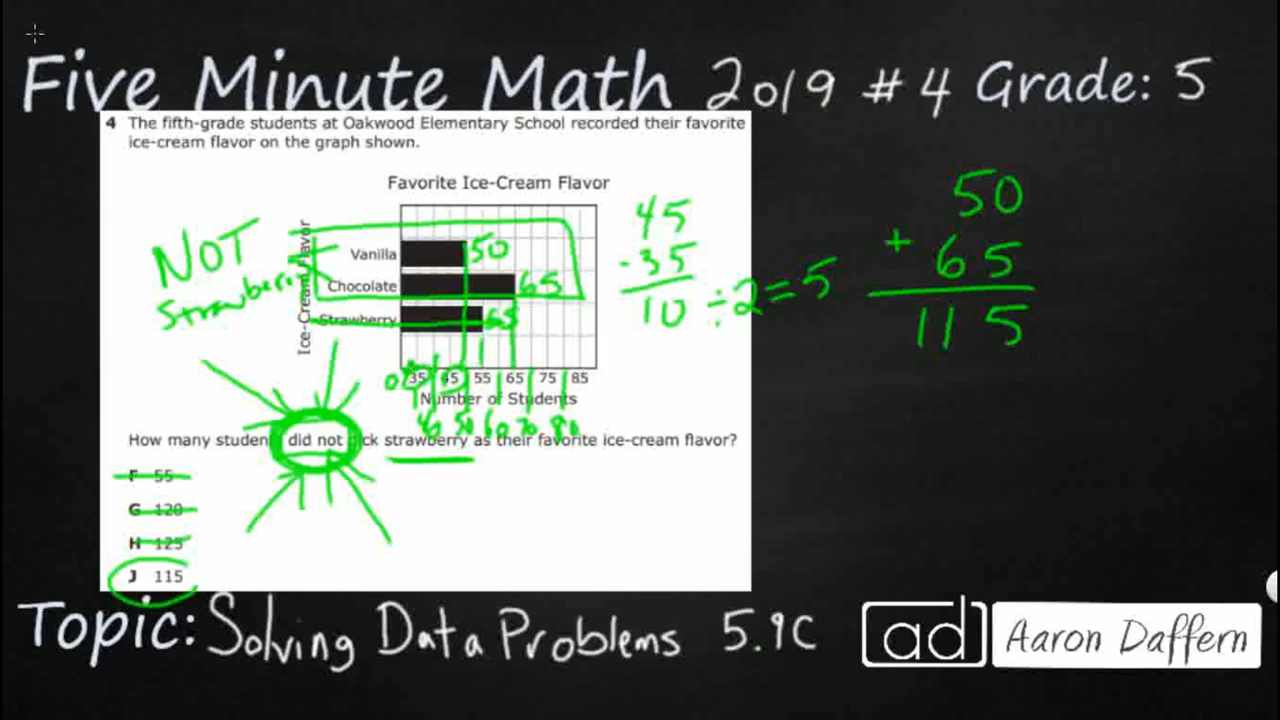 Five Minute Math 2019 #4 Grade: 5
4 The fifth-grade students at Oakwood Elementary School recorded their favorite
ice-cream flavor on the graph shown.
Favorite Ice-Cream Flavor
Ice-Cream Flavor
NOT
Strawberry
Vanilla 50
Chocolate 65
Strawberry
35 45 55 65 75 85
Number of Students
50 60 70 80
45
-35
10 ÷2=5
50
+ 65
115
How many students did not pick strawberry as their favorite ice-cream flavor?
F 55
G 120
H 125
J 115
Topic: Solving Data Problems 5.9C
ad Aaron Daffern